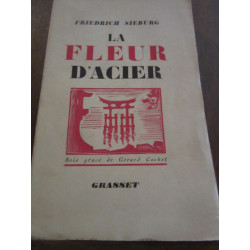 FRIEDRICH SIEBURG
LA
FLEUR
D'ACIER
Bois gravé de Gérard Cochet
GRASSET